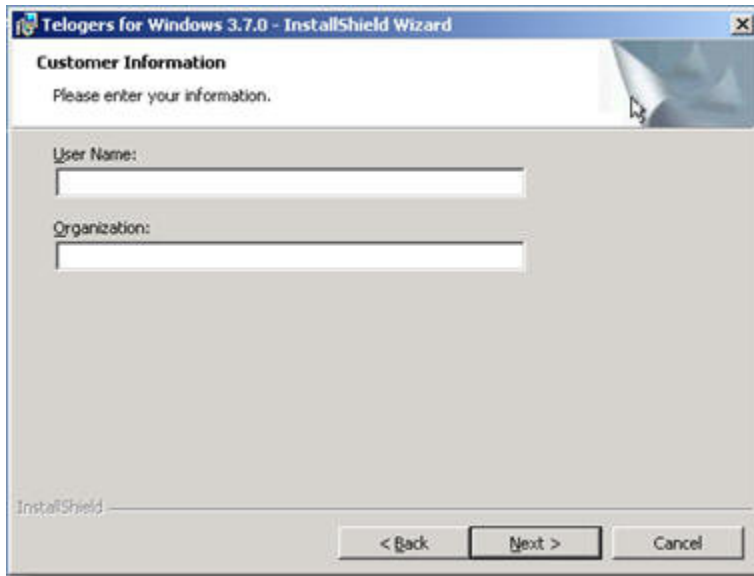 Telogers for Windows 3.7.0 - InstallShield Wizard
Customer Information
Please enter your information.
User Name:
Organization:
InstallShield
< Back Next > Cancel